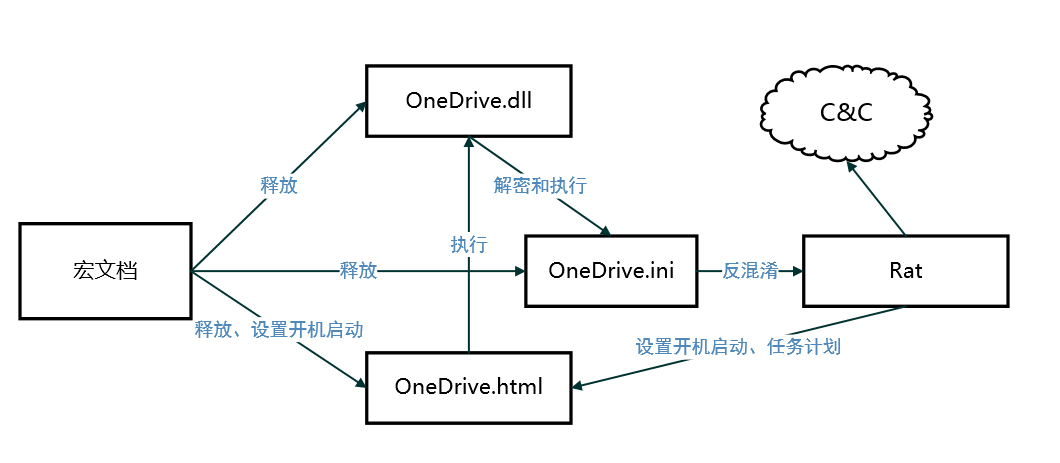 OneDrive.dll
C&C
释放
解密和执行
执行
宏文档
释放
OneDrive.ini
反混淆
Rat
释放、设置开机启动
设置开机启动、任务计划
OneDrive.html